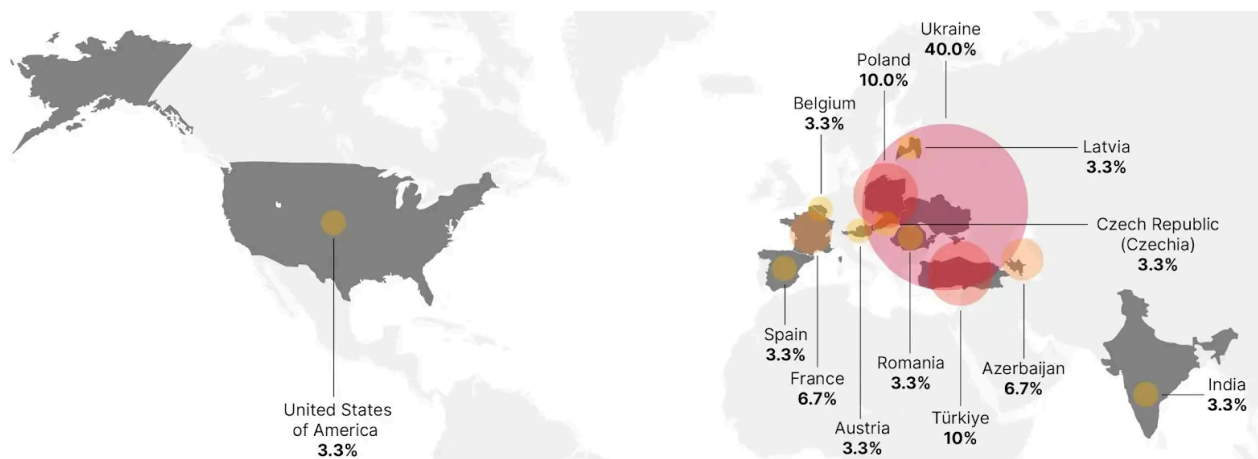 Ukraine
40.0%
Poland
10.0%
Belgium
3.3%
Latvia
3.3%
Czech Republic
(Czechia)
3.3%
Spain
3.3%
France
6.7%
Austria
3.3%
Romania
3.3%
Türkiye
10%
Azerbaijan
6.7%
India
3.3%
United States
of America
3.3%